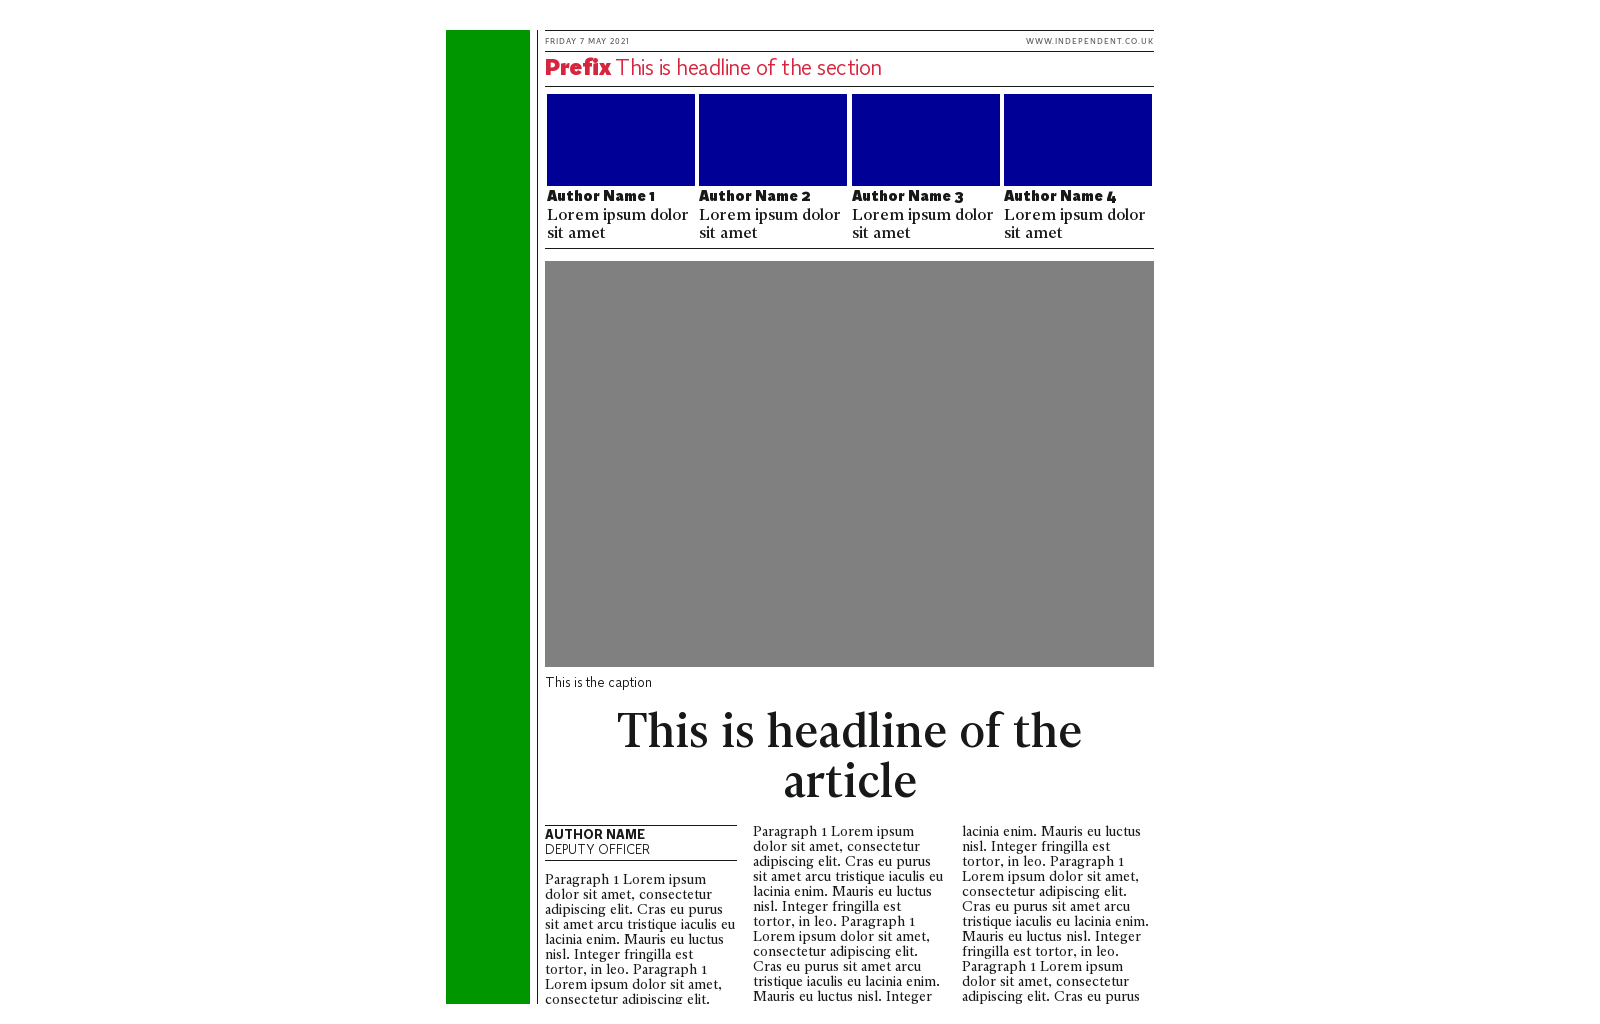 FRIDAY 7 MAY 2021
WWW.INDEPENDENT.CO.UK
Prefix This is headline of the section
Author Name 1
Lorem ipsum dolor
sit amet
Author Name 2
Lorem ipsum dolor
sit amet
Author Name 3
Lorem ipsum dolor
sit amet
Author Name 4
Lorem ipsum dolor
sit amet
This is the caption
This is headline of the
article
AUTHOR NAME
DEPUTY OFFICER
Paragraph 1 Lorem ipsum
dolor sit amet, consectetur
adipiscing elit. Cras eu purus
sit amet arcu tristique iaculis eu
lacinia enim. Mauris eu luctus
nisl. Integer fringilla est
tortor, in leo. Paragraph 1
Lorem ipsum dolor sit amet,
consectetur adipiscing elit.
Paragraph 1 Lorem ipsum
dolor sit amet, consectetur
adipiscing elit. Cras eu purus
sit amet arcu tristique iaculis eu
lacinia enim. Mauris eu luctus
nisl. Integer fringilla est
tortor, in leo. Paragraph 1
Lorem ipsum dolor sit amet,
consectetur adipiscing elit.
Cras eu purus sit amet arcu
tristique iaculis eu lacinia enim.
Mauris eu luctus nisl. Integer
lacinia enim. Mauris eu luctus
nisl. Integer fringilla est
tortor, in leo. Paragraph 1
Lorem ipsum dolor sit amet,
consectetur adipiscing elit.
Cras eu purus sit amet arcu
tristique iaculis eu lacinia enim.
Mauris eu luctus nisl. Integer
fringilla est tortor, in leo.
Paragraph 1 Lorem ipsum
dolor sit amet, consectetur
adipiscing elit. Cras eu purus